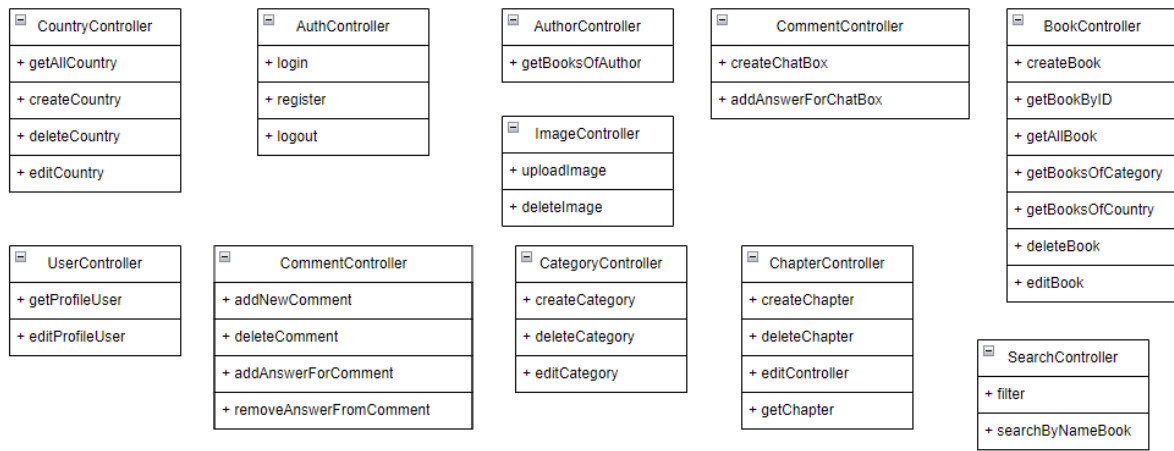 CountryController
+ getAllCountry
+ createCountry
+ deleteCountry
+ editCountry
AuthController
+ login
+ register
+ logout
AuthorController
+ getBooksOfAuthor
ImageController
+ uploadImage
+ deleteImage
CommentController
+ createChatBox
+ addAnswerForChatBox
BookController
+ createBook
+ getBookByID
+ getAllBook
+ getBooksOfCategory
+ getBooksOfCountry
+ deleteBook
+ editBook
UserController
+ getProfileUser
+ editProfileUser
CommentController
+ addNewComment
+ deleteComment
+ addAnswerForComment
+ removeAnswerFromComment
CategoryController
+ createCategory
+ deleteCategory
+ editCategory
ChapterController
+ createChapter
+ deleteChapter
+ editController
+ getChapter
SearchController
+ filter
+ searchByNameBook